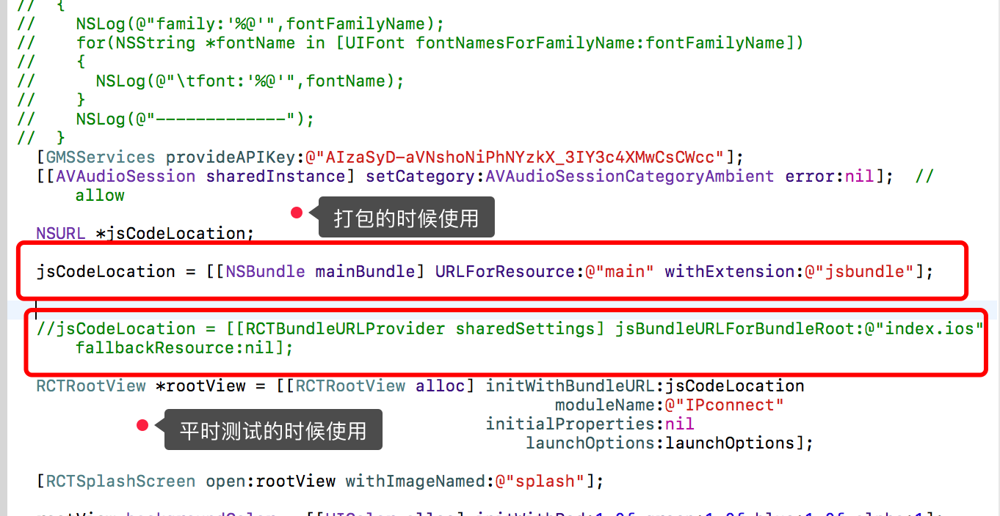 //  {
//    NSLog(@"family:'%@'",fontFamilyName);
//    for(NSString *fontName in [UIFont fontNamesForFamilyName:fontFamilyName])
//    {
//      NSLog(@"\tfont:'%@'",fontName);
//    }
//    NSLog(@"-------------");
//  }
[GMSServices provideAPIKey:@"AIzaSyD-aVNshoNiPhNYzkX_3IY3c4XMwCsCWcc"];
[[AVAudioSession sharedInstance] setCategory:AVAudioSessionCategoryAmbient error:nil];  //
allow
打包的时候使用
NSURL *jsCodeLocation;
jsCodeLocation = [[NSBundle mainBundle] URLForResource:@"main" withExtension:@"jsbundle"];
//jsCodeLocation = [[RCTBundleURLProvider sharedSettings] jsBundleURLForBundleRoot:@"index.ios"
fallbackResource:nil];
RCTRootView *rootView = [[RCTRootView alloc] initWithBundleURL:jsCodeLocation
moduleName:@"IPconnect"
平时测试的时候使用
initialProperties:nil
launchOptions:launchOptions];
[RCTSplashScreen open:rootView withImageNamed:@"splash"];